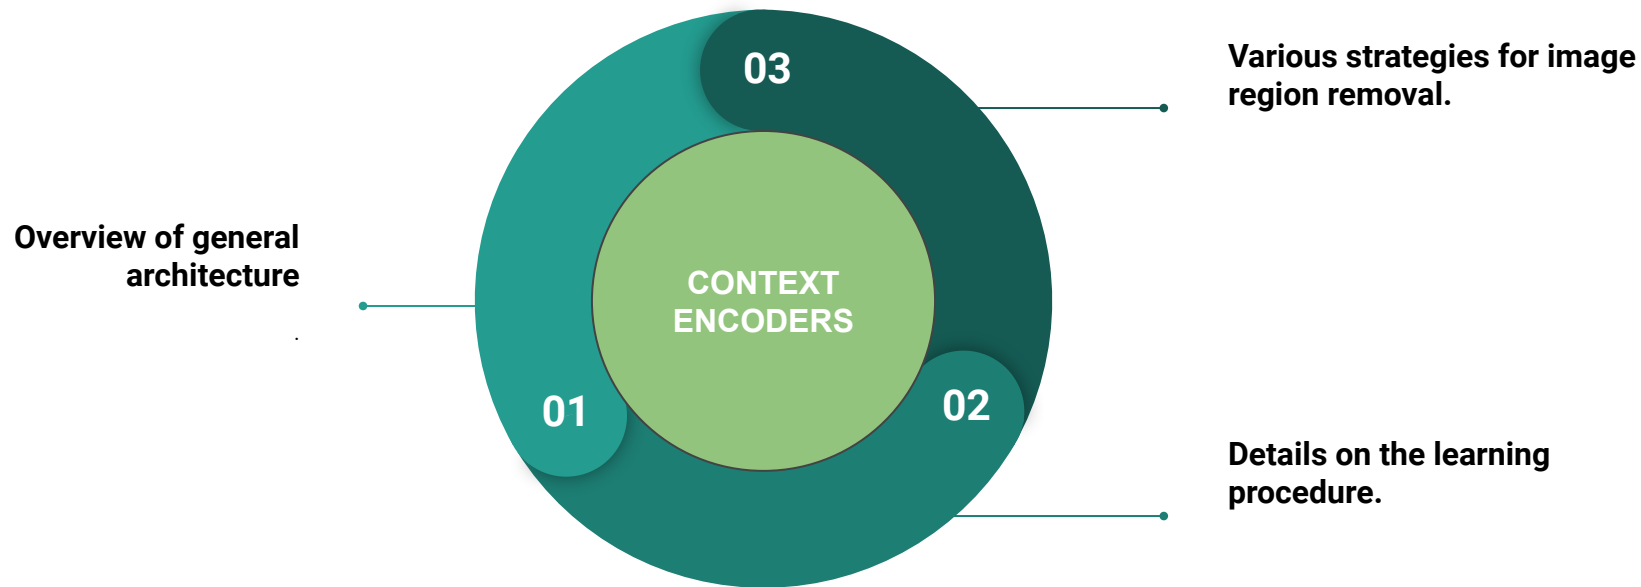 03
Various strategies for image
region removal.
Overview of general
architecture
.
CONTEXT
ENCODERS
01
02
Details on the learning
procedure.